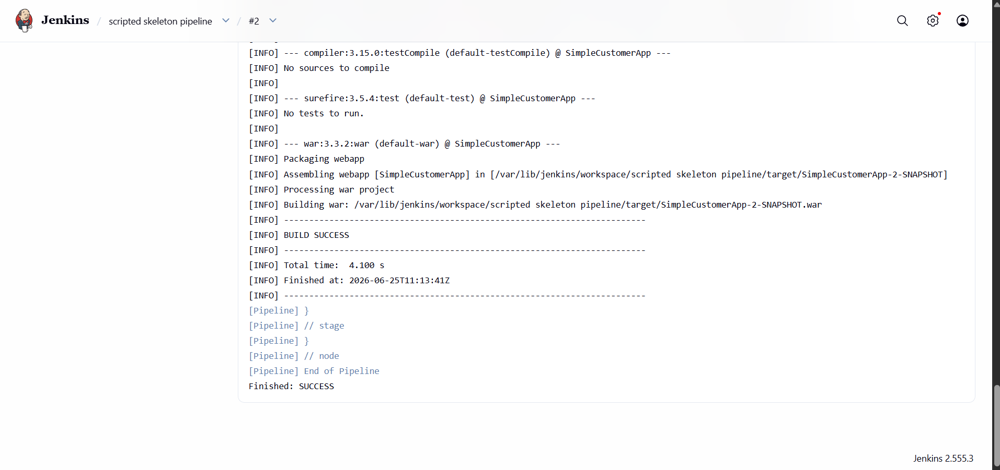 Jenkins / scripted skeleton pipeline / #2
[INFO] --- compiler:3.15.0:testCompile (default-testCompile) @ SimpleCustomerApp ---
[INFO] No sources to compile
[INFO]
[INFO] --- surefire:3.5.4:test (default-test) @ SimpleCustomerApp ---
[INFO] No tests to run.
[INFO]
[INFO] --- war:3.3.2:war (default-war) @ SimpleCustomerApp ---
[INFO] Packaging webapp
[INFO] Assembling webapp [SimpleCustomerApp] in [/var/lib/jenkins/workspace/scripted skeleton pipeline/target/SimpleCustomerApp-2-SNAPSHOT]
[INFO] Processing war project
[INFO] Building war: /var/lib/jenkins/workspace/scripted skeleton pipeline/target/SimpleCustomerApp-2-SNAPSHOT.war
[INFO] ------------------------------------------------------------------------
[INFO] BUILD SUCCESS
[INFO] ------------------------------------------------------------------------
[INFO] Total time:  4.100 s
[INFO] Finished at: 2026-06-25T11:13:41Z
[INFO] ------------------------------------------------------------------------
[Pipeline] }
[Pipeline] // stage
[Pipeline] }
[Pipeline] // node
[Pipeline] End of Pipeline
Finished: SUCCESS
Jenkins 2.555.3